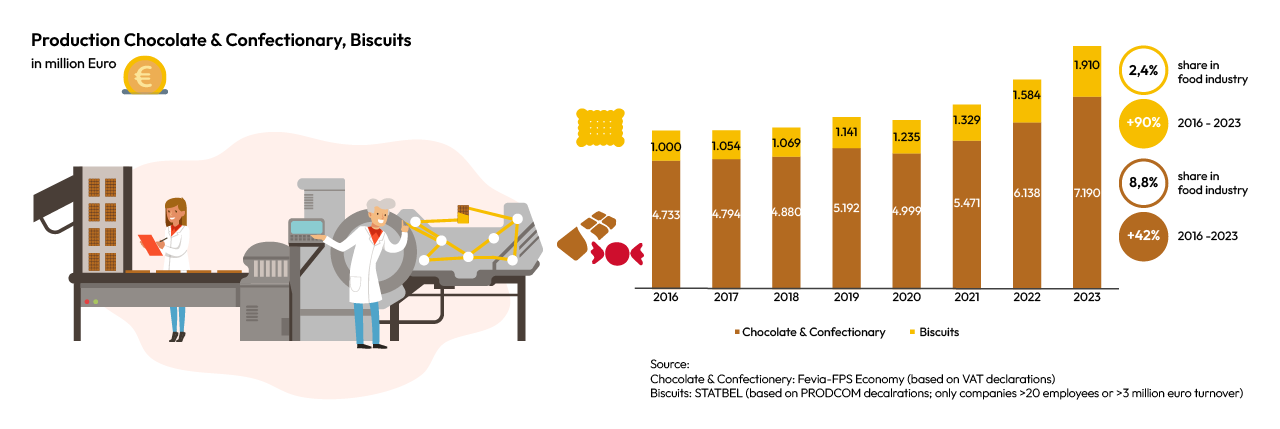 Production Chocolate & Confectionary, Biscuits
in million Euro
€
1.000
1.054
1.069
1.141
1.235
1.329
1.584
1.910
4.733
4.794
4.880
5.192
4.999
5.471
6.138
7.190
2016
2017
2018
2019
2020
2021
2022
2023
2,4%
share in
food industry
+90%
2016 - 2023
8,8%
share in
food industry
+42%
2016 -2023
Chocolate & Confectionary
Biscuits
Source:
Chocolate & Confectionery: Fevia-FPS Economy (based on VAT declarations)
Biscuits: STATBEL (based on PRODCOM decalrations; only companies >20 employees or >3 million euro turnover)